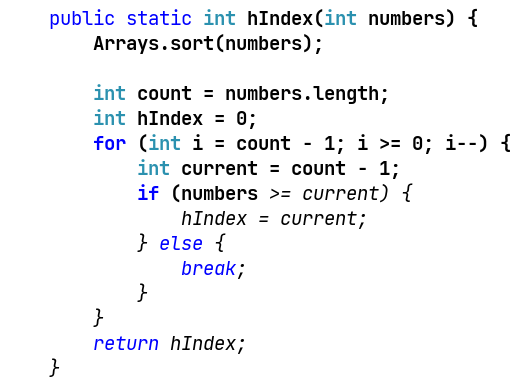 public static int hIndex(int numbers) {
    Arrays.sort(numbers);

    int count = numbers.length;
    int hIndex = 0;
    for (int i = count - 1; i >= 0; i--) {
        int current = count - 1;
        if (numbers >= current) {
            hIndex = current;
        } else {
            break;
        }
    }
    return hIndex;
}